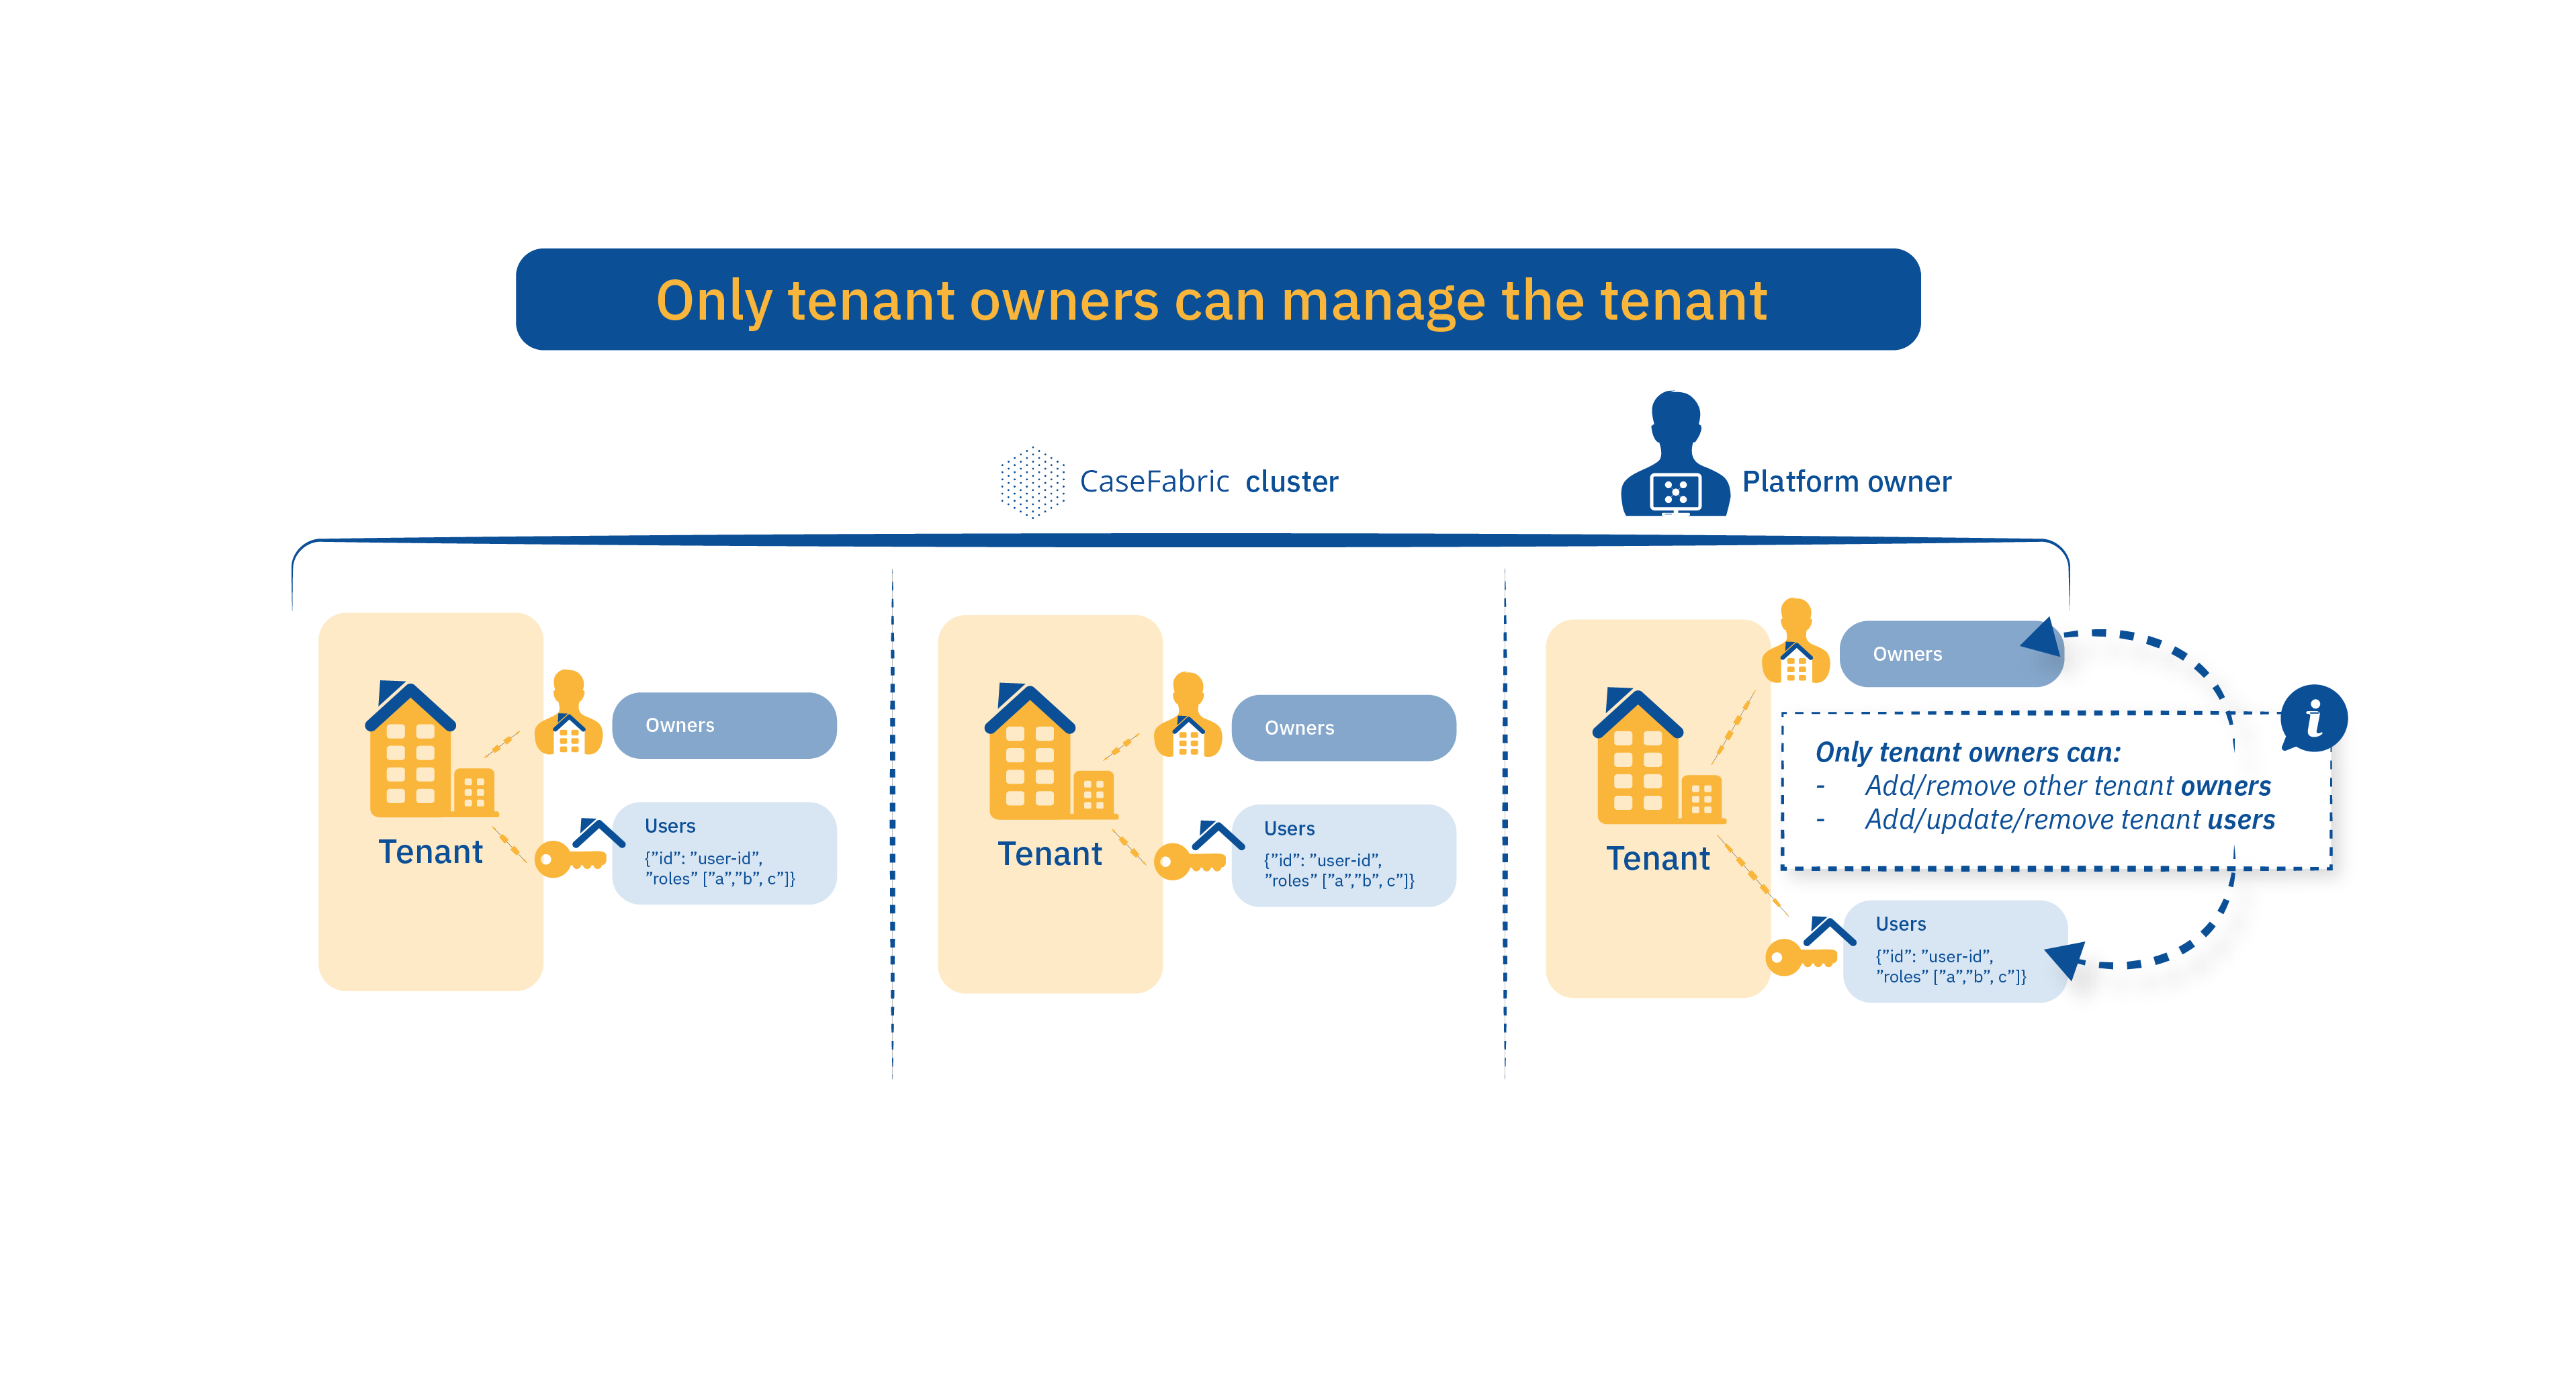 Only tenant owners can manage the tenant
CaseFabric cluster
Platform owner
Tenant
Owners
Users
{”id”: ”user-id”,
”roles” [”a”,”b”, c”]}
Tenant
Owners
Users
{”id”: ”user-id”,
”roles” [”a”,”b”, c”]}
Tenant
Owners
i
Only tenant owners can:
- Add/remove other tenant owners
- Add/update/remove tenant users
Users
{”id”: ”user-id”,
”roles” [”a”,”b”, c”]}